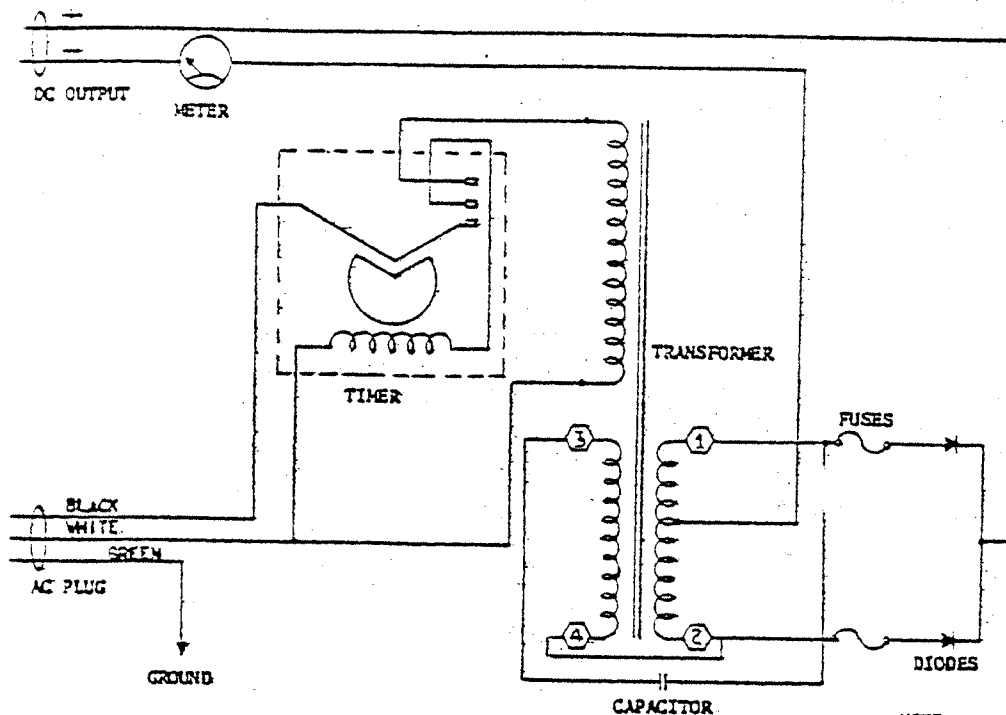 +
−
DC OUTPUT
METER
TRANSFORMER
TIMER
3
1
FUSES
BLACK
WHITE
GREEN
AC PLUG
4
2
DIODES
GROUND
CAPACITOR